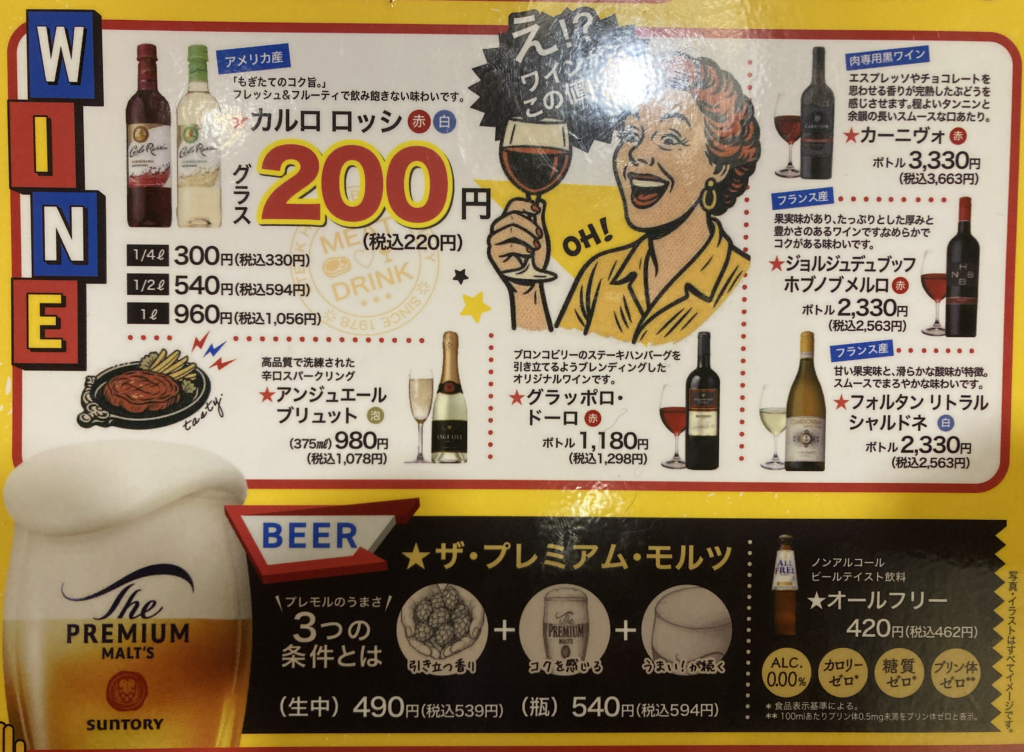 WINE
アメリカ産
「もぎたてのコク旨。」
フレッシュ&フルーティで飲み飽きない味わいです。
カルロ ロッシ 赤 白
グラス 200円
(税込220円)
1/4ℓ 300円(税込330円)
1/2ℓ 540円(税込594円)
1ℓ 960円(税込1,056円)
え!?
ワイン
この値
OH!
MEAT
DRINK
SINCE 1978
肉専用黒ワイン
エスプレッソやチョコレートを
思わせる香りが完熟したぶどうを
感じさせます。程よいタンニンと
余韻の長いスムースな口あたり。
★カーニヴォ 赤
ボトル 3,330円
(税込3,663円)
フランス産
果実味があり、たっぷりとした厚みと
豊かさのあるワインですなめらかで
コクがある味わいです。
★ジョルジュデュブッフ
ホブノブメルロ 赤
ボトル 2,330円
(税込2,563円)
tasty.
高品質で洗練された
辛口スパークリング
★アンジュエール
ブリュット 泡
(375㎖) 980円
(税込1,078円)
ブロンコビリーのステーキハンバーグを
引き立てるようブレンディングした
オリジナルワインです。
★グラッポロ・
ドーロ 赤
ボトル 1,180円
(税込1,298円)
フランス産
甘い果実味と、滑らかな酸味が特徴。
スムースでまろやかな味わいです。
★フォルタン リトラル
シャルドネ 白
ボトル 2,330円
(税込2,563円)
The
PREMIUM
MALT'S
SUNTORY
BEER
★ザ・プレミアム・モルツ
プレモルのうまさ
3つの
条件とは
引き立つ香り + コクを感じる + うまい!が続く
(生中) 490円(税込539円) (瓶) 540円(税込594円)
ALL
FREE
ノンアルコール
ビールテイスト飲料
★オールフリー
420円(税込462円)
ALC.
0.00%
カロリー
ゼロ*
糖質
ゼロ*
プリン体
ゼロ**
* 食品表示基準による。
** 100mlあたりプリン体0.5mg未満をプリン体ゼロと表示。
写真・イラストはすべてイメージです。